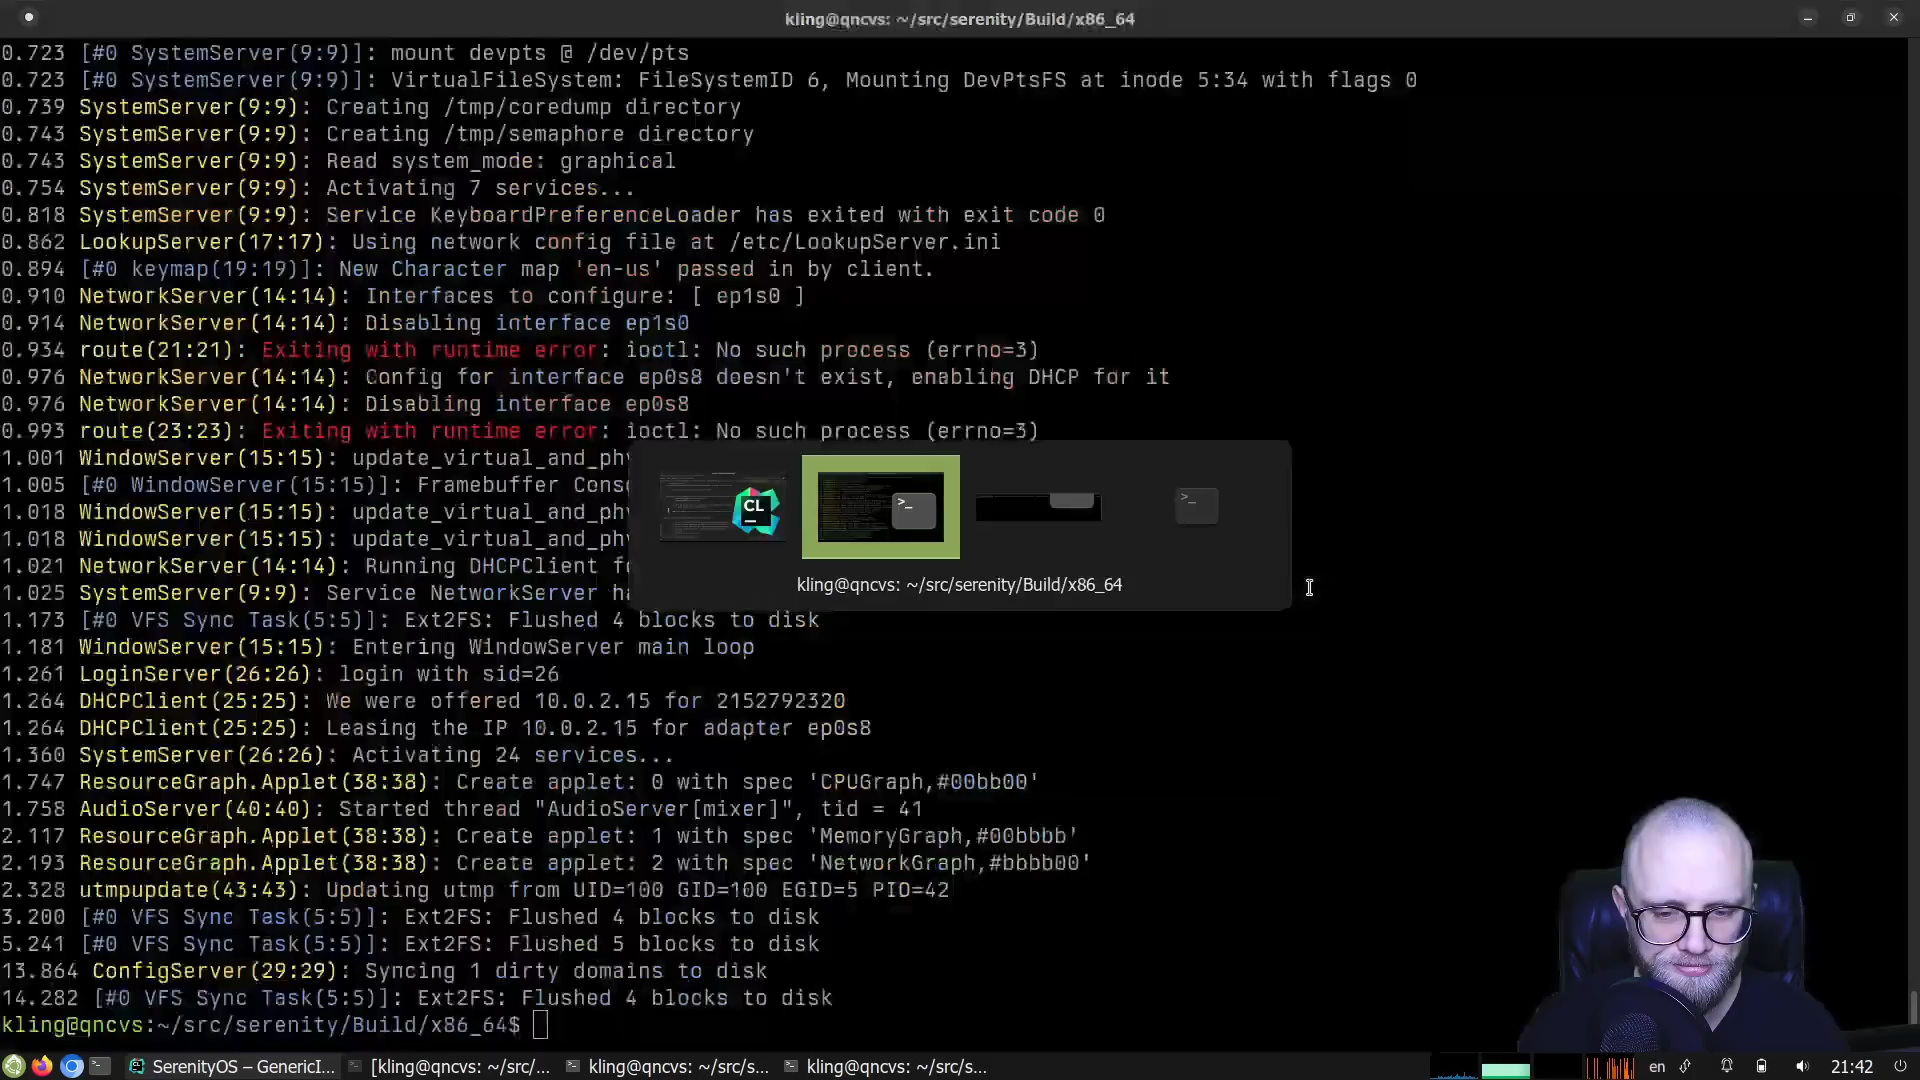 kling@qncvs: ~/src/serenity/Build/x86_64
0.723 [#0 SystemServer(9:9)]: mount devpts @ /dev/pts
0.723 [#0 SystemServer(9:9)]: VirtualFileSystem: FileSystemID 6, Mounting DevPtsFS at inode 5:34 with flags 0
0.739 SystemServer(9:9): Creating /tmp/coredump directory
0.743 SystemServer(9:9): Creating /tmp/semaphore directory
0.743 SystemServer(9:9): Read system_mode: graphical
0.754 SystemServer(9:9): Activating 7 services...
0.818 SystemServer(9:9): Service KeyboardPreferenceLoader has exited with exit code 0
0.862 LookupServer(17:17): Using network config file at /etc/LookupServer.ini
0.894 [#0 keymap(19:19)]: New Character map 'en-us' passed in by client.
0.910 NetworkServer(14:14): Interfaces to configure: [ ep1s0 ]
0.914 NetworkServer(14:14): Disabling interface ep1s0
0.934 route(21:21): Exiting with runtime error: ioctl: No such process (errno=3)
0.976 NetworkServer(14:14): Config for interface ep0s8 doesn't exist, enabling DHCP for it
0.976 NetworkServer(14:14): Disabling interface ep0s8
0.993 route(23:23): Exiting with runtime error: ioctl: No such process (errno=3)
1.001 WindowServer(15:15): update_virtual_and_phy
1.005 [#0 WindowServer(15:15)]: Framebuffer Conso
1.018 WindowServer(15:15): update_virtual_and_phy
1.018 WindowServer(15:15): update_virtual_and_phy
1.021 NetworkServer(14:14): Running DHCPClient fo
1.025 SystemServer(9:9): Service NetworkServer ha
CL
>_
>_
kling@qncvs: ~/src/serenity/Build/x86_64
1.173 [#0 VFS Sync Task(5:5)]: Ext2FS: Flushed 4 blocks to disk
1.181 WindowServer(15:15): Entering WindowServer main loop
1.261 LoginServer(26:26): login with sid=26
1.264 DHCPClient(25:25): We were offered 10.0.2.15 for 2152792320
1.264 DHCPClient(25:25): Leasing the IP 10.0.2.15 for adapter ep0s8
1.360 SystemServer(26:26): Activating 24 services...
1.747 ResourceGraph.Applet(38:38): Create applet: 0 with spec 'CPUGraph,#00bb00'
1.758 AudioServer(40:40): Started thread "AudioServer[mixer]", tid = 41
2.117 ResourceGraph.Applet(38:38): Create applet: 1 with spec 'MemoryGraph,#00bbbb'
2.193 ResourceGraph.Applet(38:38): Create applet: 2 with spec 'NetworkGraph,#bbbb00'
2.328 utmpupdate(43:43): Updating utmp from UID=100 GID=100 EGID=5 PID=42
3.200 [#0 VFS Sync Task(5:5)]: Ext2FS: Flushed 4 blocks to disk
5.241 [#0 VFS Sync Task(5:5)]: Ext2FS: Flushed 5 blocks to disk
13.864 ConfigServer(29:29): Syncing 1 dirty domains to disk
14.282 [#0 VFS Sync Task(5:5)]: Ext2FS: Flushed 4 blocks to disk
kling@qncvs:~/src/serenity/Build/x86_64$
SerenityOS – GenericI... [kling@qncvs: ~/src/... kling@qncvs: ~/src/s... kling@qncvs: ~/src/s... en 21:42